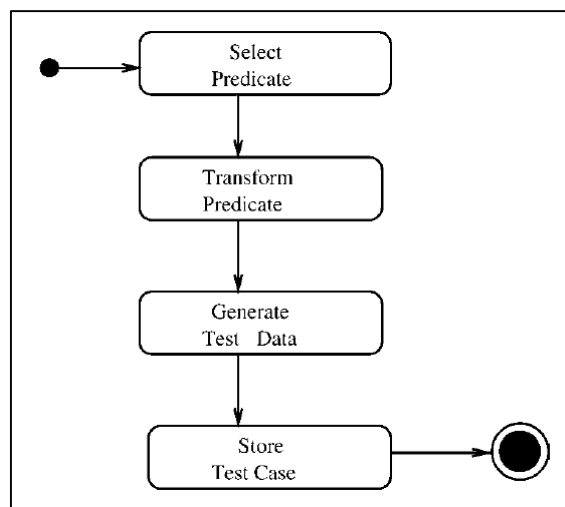 Select
Predicate
Transform
Predicate
Generate
Test Data
Store
Test Case